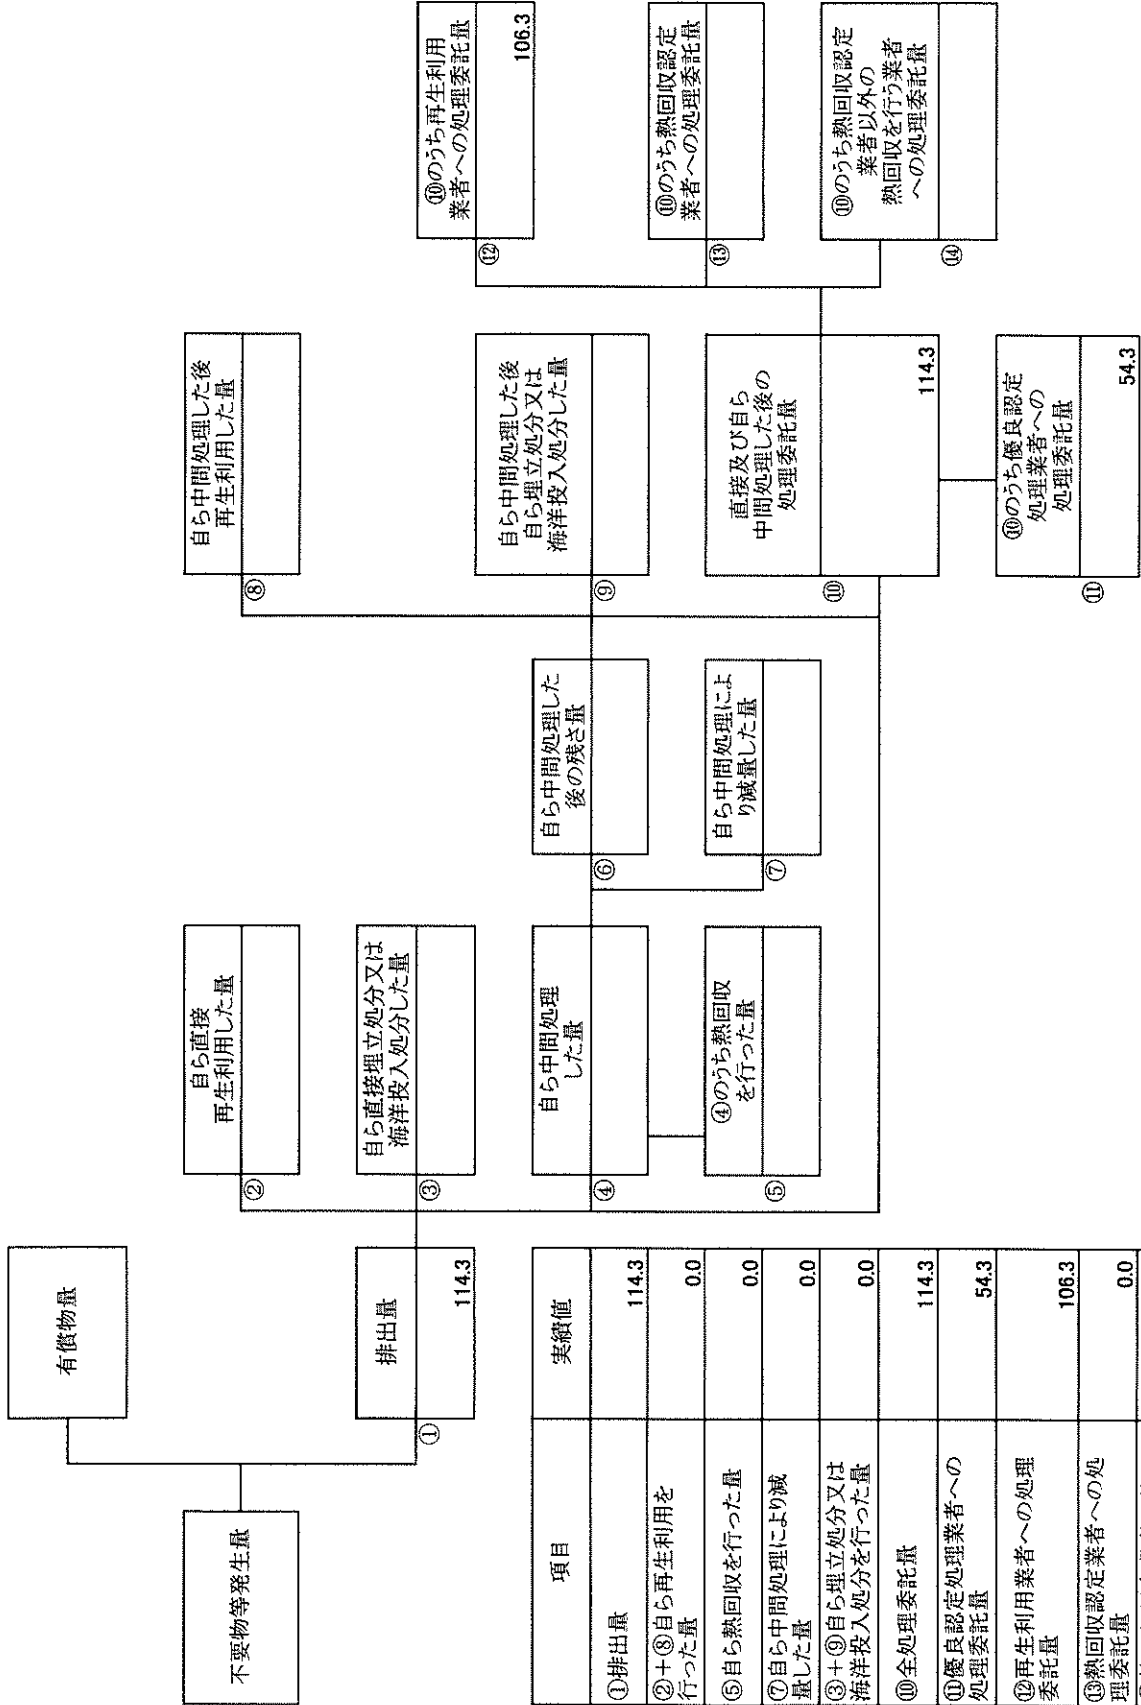 不要物等発生量
有償物量
排出量
①
114.3
②
自ら直接
再生利用した量
③
自ら直接埋立処分又は
海洋投入処分した量
④
自ら中間処理
した量
⑤
④のうち熱回収
を行った量
⑥
自ら中間処理した
後の残さ量
⑦
自ら中間処理によ
り減量した量
⑧
自ら中間処理した後
再生利用した量
⑨
自ら中間処理した後
自ら埋立処分又は
海洋投入処分した量
⑩
直接及び自ら
中間処理した後の
処理委託量
114.3
⑪
⑩のうち優良認定
処理業者への
処理委託量
54.3
⑫
⑩のうち再生利用
業者への処理委託量
106.3
⑬
⑩のうち熱回収認定
業者への処理委託量
⑭
⑩のうち熱回収認定
業者以外の
熱回収を行う業者
への処理委託量
項目
実績値
①排出量
114.3
②+⑧自ら再生利用を
行った量
0.0
⑤自ら熱回収を行った量
0.0
⑦自ら中間処理により減
量した量
0.0
③+⑨自ら埋立処分又は
海洋投入処分を行った量
0.0
⑩全処理委託量
114.3
⑪優良認定処理業者への
処理委託量
54.3
⑫再生利用業者への処理
委託量
106.3
⑬熱回収認定業者への処
理委託量
0.0